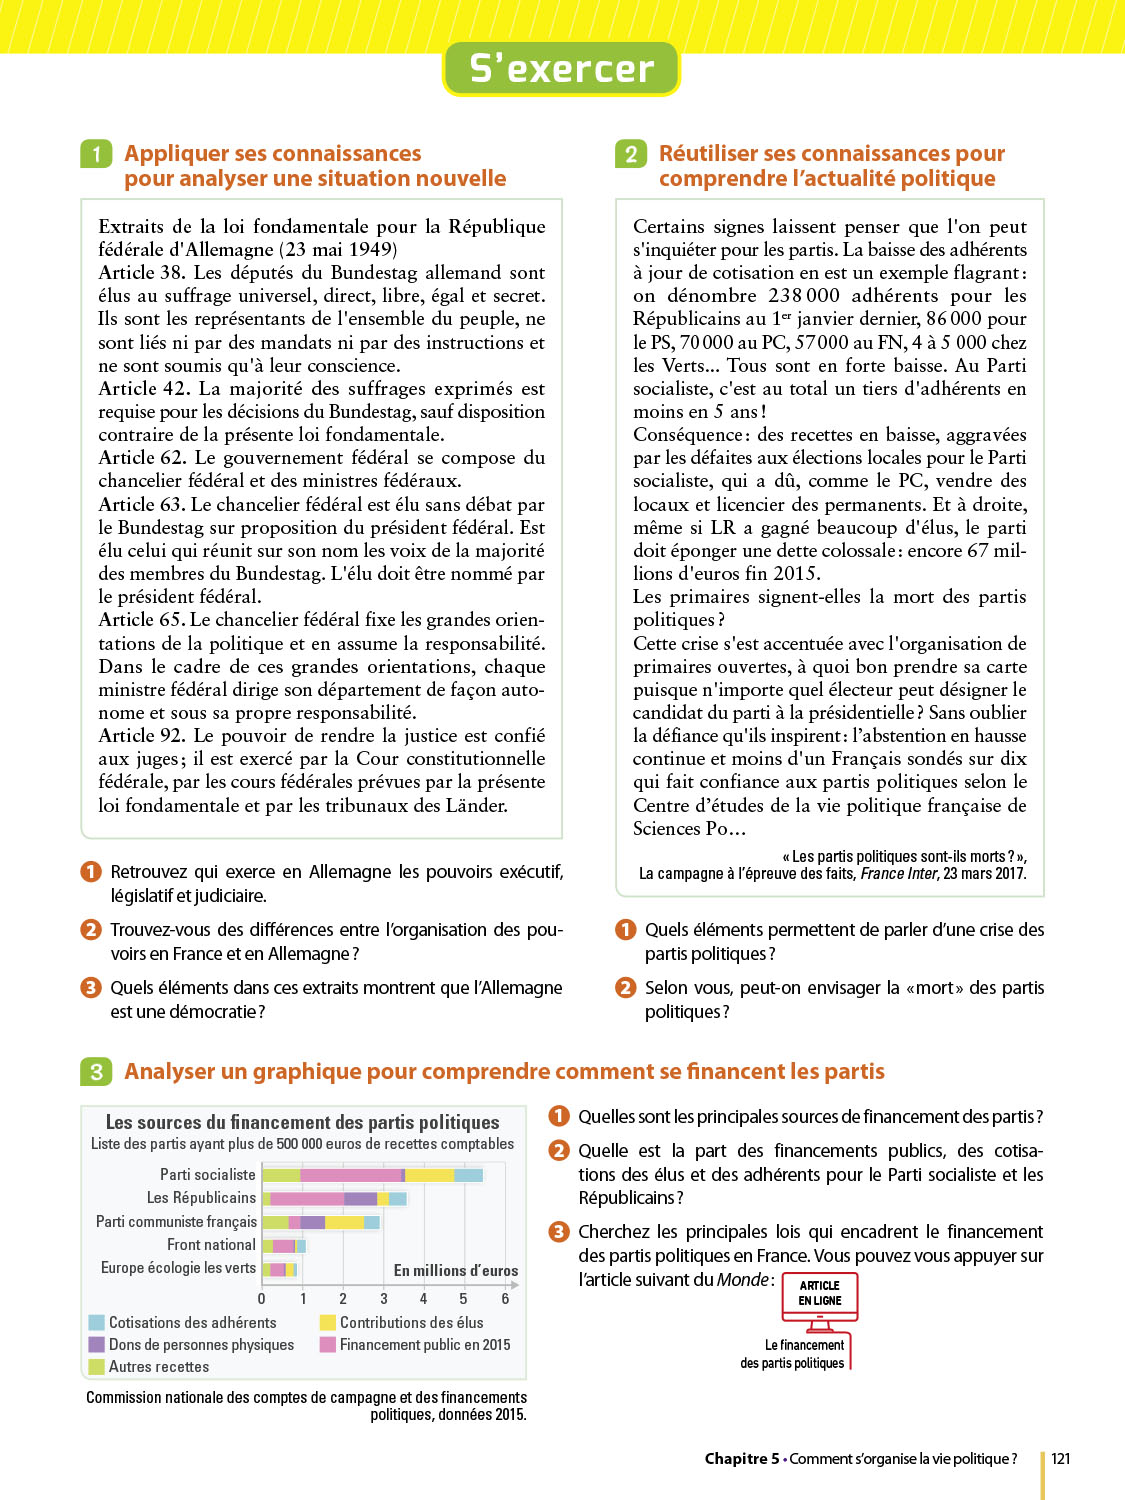 S'exercer
1 Appliquer ses connaissances
pour analyser une situation nouvelle
Extraits de la loi fondamentale pour la République
fédérale d'Allemagne (23 mai 1949)
Article 38. Les députés du Bundestag allemand sont
élus au suffrage universel, direct, libre, égal et secret.
Ils sont les représentants de l'ensemble du peuple, ne
sont liés ni par des mandats ni par des instructions et
ne sont soumis qu'à leur conscience.
Article 42. La majorité des suffrages exprimés est
requise pour les décisions du Bundestag, sauf disposition
contraire de la présente loi fondamentale.
Article 62. Le gouvernement fédéral se compose du
chancelier fédéral et des ministres fédéraux.
Article 63. Le chancelier fédéral est élu sans débat par
le Bundestag sur proposition du président fédéral. Est
élu celui qui réunit sur son nom les voix de la majorité
des membres du Bundestag. L'élu doit être nommé par
le président fédéral.
Article 65. Le chancelier fédéral fixe les grandes orien-
tations de la politique et en assume la responsabilité.
Dans le cadre de ces grandes orientations, chaque
ministre fédéral dirige son département de façon auto-
nome et sous sa propre responsabilité.
Article 92. Le pouvoir de rendre la justice est confié
aux juges ; il est exercé par la Cour constitutionnelle
fédérale, par les cours fédérales prévues par la présente
loi fondamentale et par les tribunaux des Länder.
1 Retrouvez qui exerce en Allemagne les pouvoirs exécutif,
législatif et judiciaire.
2 Trouvez-vous des différences entre l'organisation des pou-
voirs en France et en Allemagne ?
3 Quels éléments dans ces extraits montrent que l'Allemagne
est une démocratie ?
2 Réutiliser ses connaissances pour
comprendre l'actualité politique
Certains signes laissent penser que l'on peut
s'inquiéter pour les partis. La baisse des adhérents
à jour de cotisation en est un exemple flagrant :
on dénombre 238 000 adhérents pour les
Républicains au 1er janvier dernier, 86 000 pour
le PS, 70 000 au PC, 57 000 au FN, 4 à 5 000 chez
les Verts... Tous sont en forte baisse. Au Parti
socialiste, c'est au total un tiers d'adhérents en
moins en 5 ans !
Conséquence : des recettes en baisse, aggravées
par les défaites aux élections locales pour le Parti
socialiste, qui a dû, comme le PC, vendre des
locaux et licencier des permanents. Et à droite,
même si LR a gagné beaucoup d'élus, le parti
doit éponger une dette colossale : encore 67 mil-
lions d'euros fin 2015.
Les primaires signent-elles la mort des partis
politiques ?
Cette crise s'est accentuée avec l'organisation de
primaires ouvertes, à quoi bon prendre sa carte
puisque n'importe quel électeur peut désigner le
candidat du parti à la présidentielle ? Sans oublier
la défiance qu'ils inspirent : l'abstention en hausse
continue et moins d'un Français sondés sur dix
qui fait confiance aux partis politiques selon le
Centre d'études de la vie politique française de
Sciences Po...
« Les partis politiques sont-ils morts ? »,
La campagne à l'épreuve des faits, France Inter, 23 mars 2017.
1 Quels éléments permettent de parler d'une crise des
partis politiques ?
2 Selon vous, peut-on envisager la « mort » des partis
politiques ?
3 Analyser un graphique pour comprendre comment se financent les partis
Les sources du financement des partis politiques
Liste des partis ayant plus de 500 000 euros de recettes comptables
Parti socialiste
Les Républicains
Parti communiste français
Front national
Europe écologie les verts
En millions d'euros
0 1 2 3 4 5 6
Cotisations des adhérents
Contributions des élus
Dons de personnes physiques
Financement public en 2015
Autres recettes
Commission nationale des comptes de campagne et des financements
politiques, données 2015.
1 Quelles sont les principales sources de financement des partis ?
2 Quelle est la part des financements publics, des cotisa-
tions des élus et des adhérents pour le Parti socialiste et les
Républicains ?
3 Cherchez les principales lois qui encadrent le financement
des partis politiques en France. Vous pouvez vous appuyer sur
l'article suivant du Monde :
ARTICLE
EN LIGNE
Le financement
des partis politiques
Chapitre 5 • Comment s'organise la vie politique ? 121